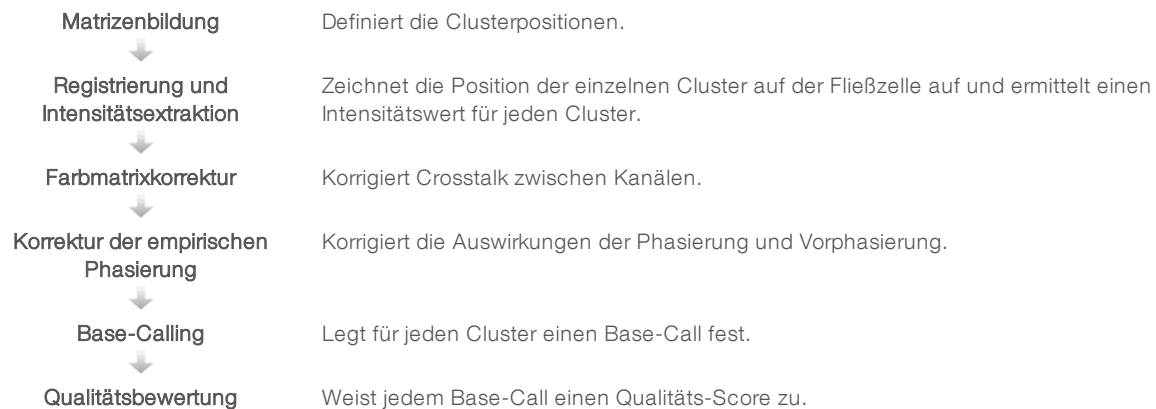 Matrizenbildung Definiert die Clusterpositionen.
Registrierung und Zeichnet die Position der einzelnen Cluster auf der Fließzelle auf und ermittelt einen
Intensitätsextraktion Intensitätswert für jeden Cluster.
Farbmatrixkorrektur Korrigiert Crosstalk zwischen Kanälen.
Korrektur der empirischen Korrigiert die Auswirkungen der Phasierung und Vorphasierung.
Phasierung
Base-Calling Legt für jeden Cluster einen Base-Call fest.
Qualitätsbewertung Weist jedem Base-Call einen Qualitäts-Score zu.